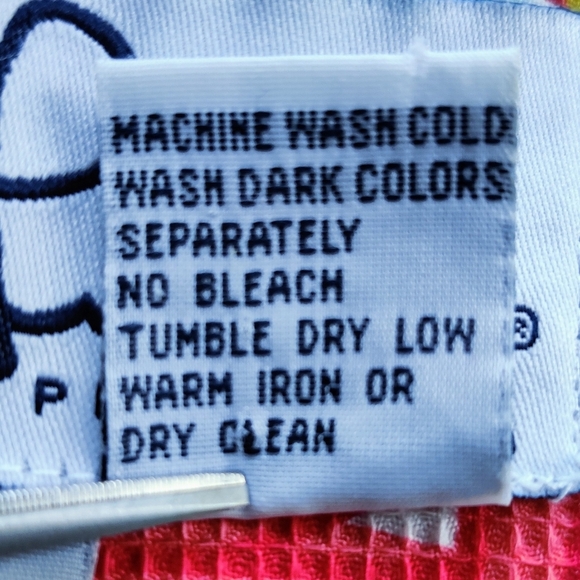 MACHINE WASH COLD
WASH DARK COLORS
SEPARATELY
NO BLEACH
TUMBLE DRY LOW
WARM IRON OR
DRY CLEAN
P
®